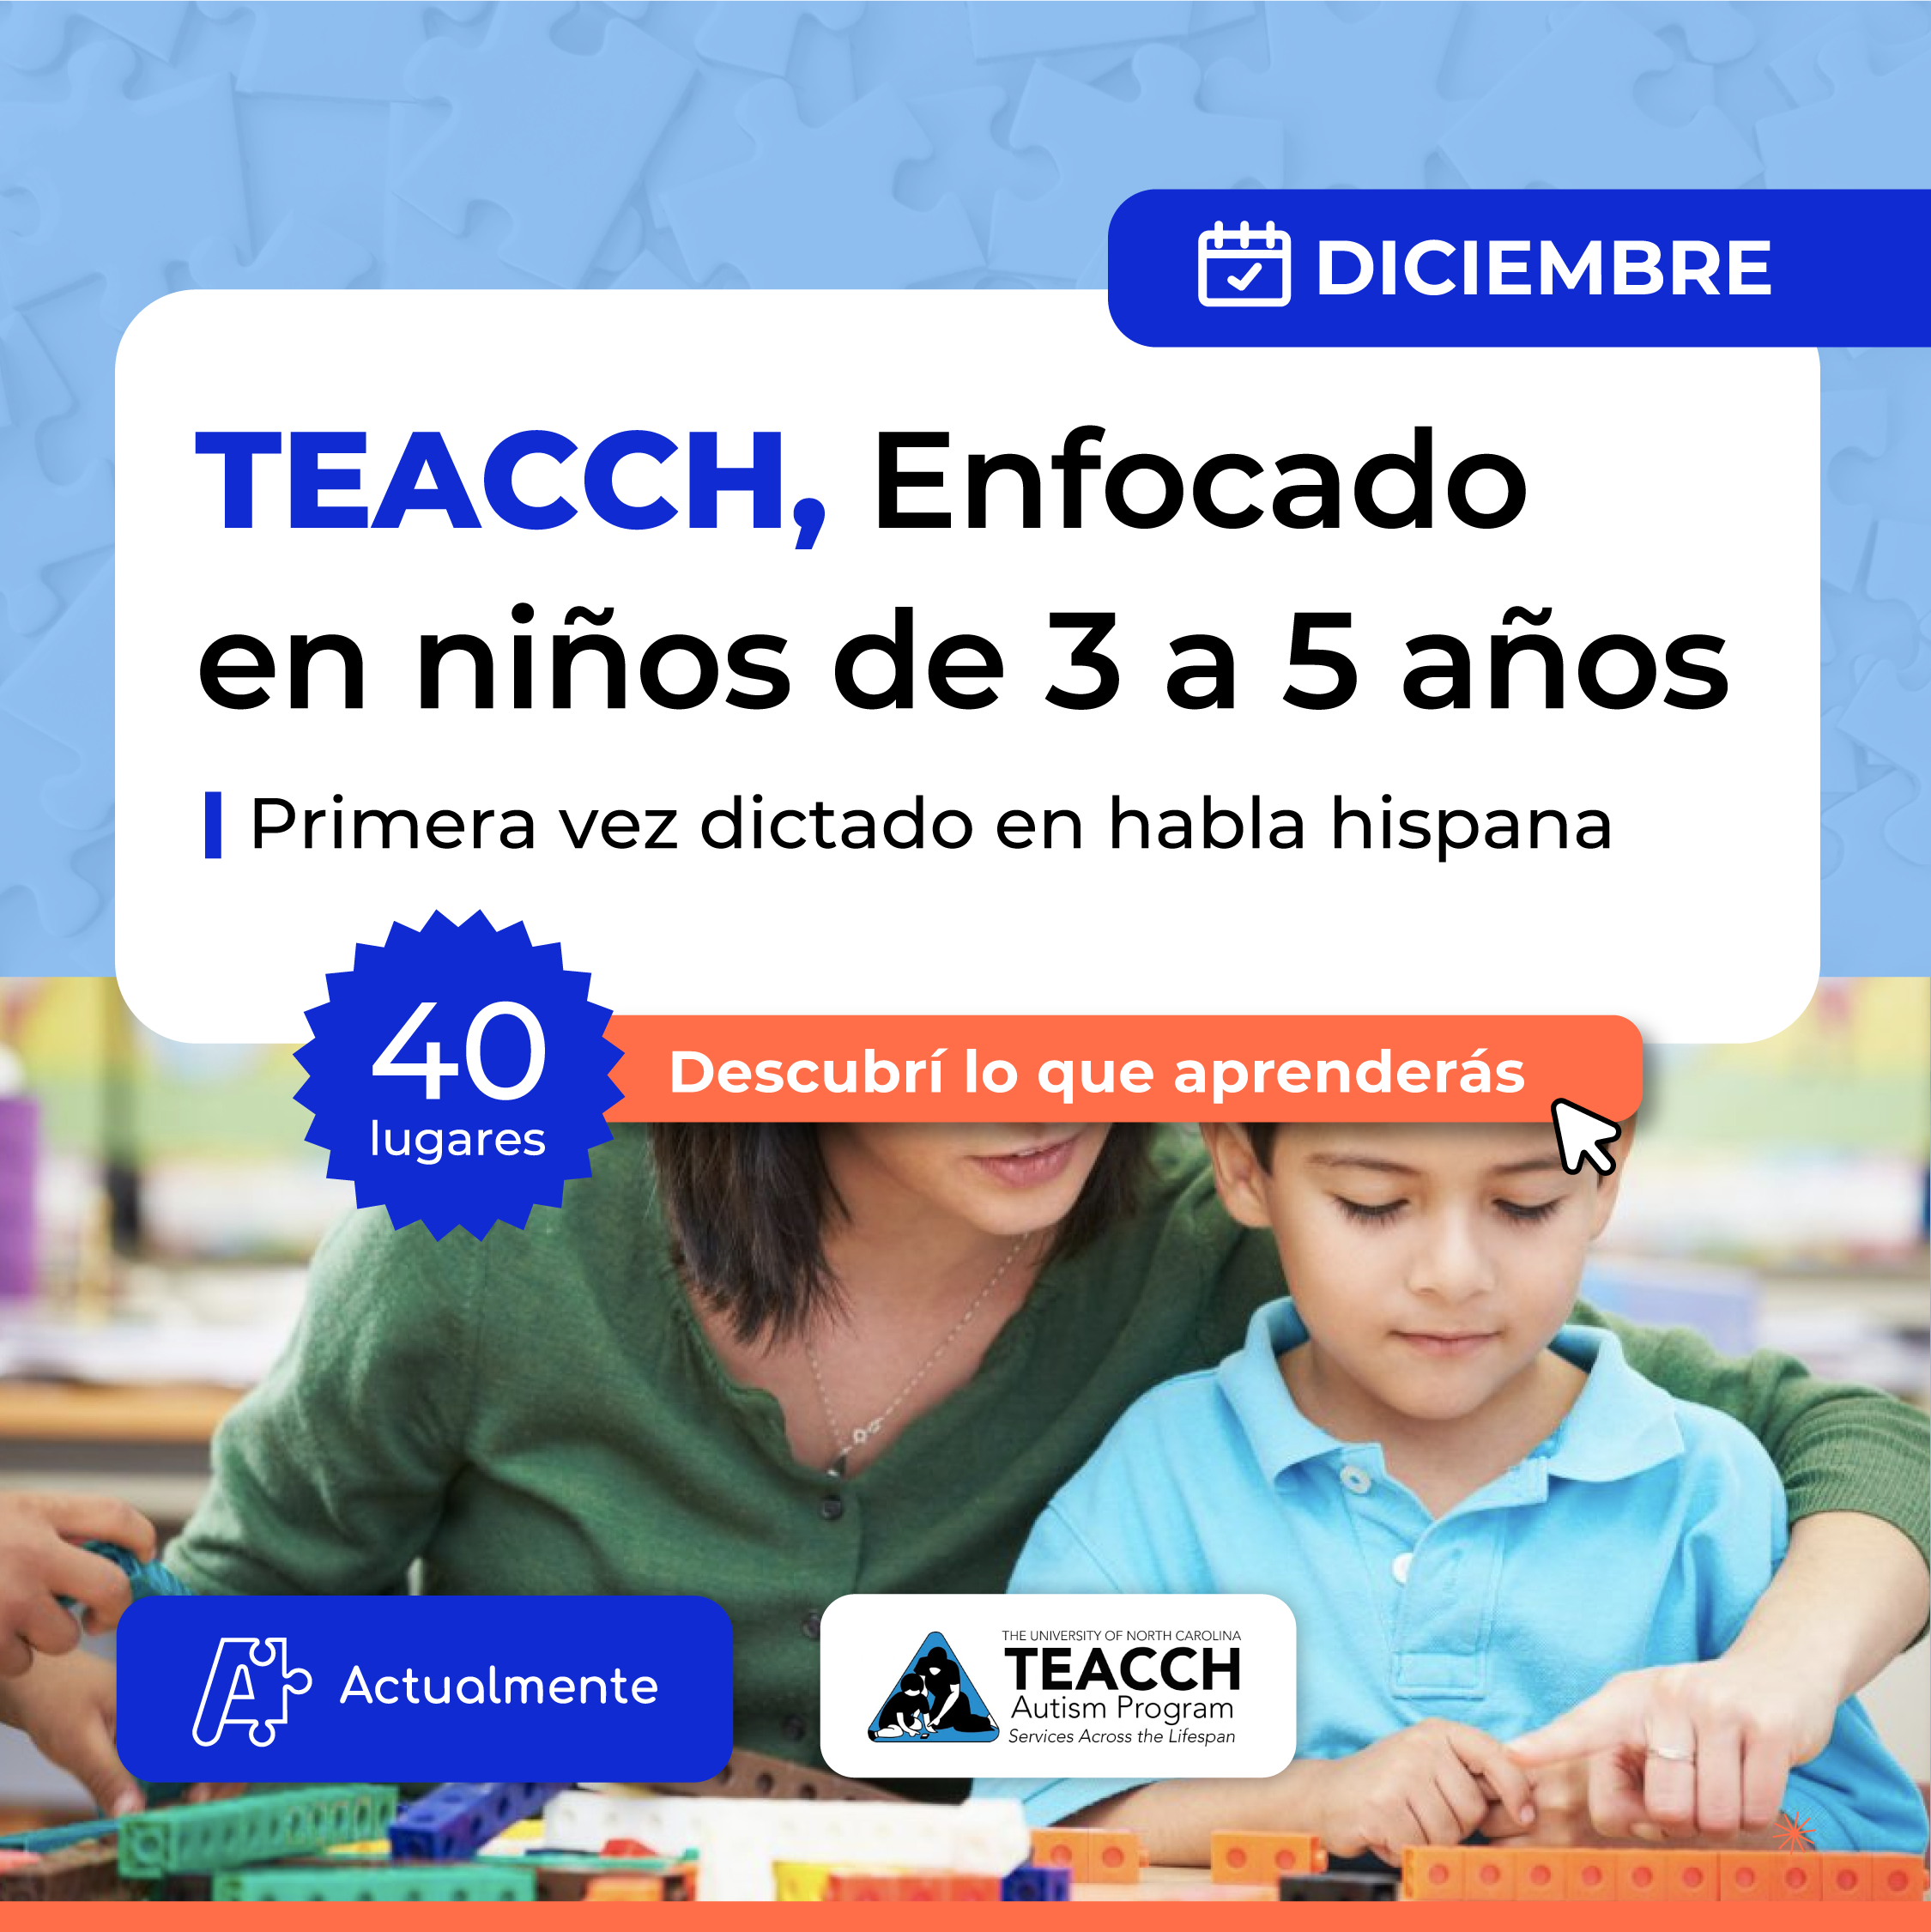 DICIEMBRE
TEACCH, Enfocado
en niños de 3 a 5 años
Primera vez dictado en habla hispana
40
lugares
Descubrí lo que aprenderás
Actualmente
THE UNIVERSITY OF NORTH CAROLINA
TEACCH
Autism Program
Services Across the Lifespan